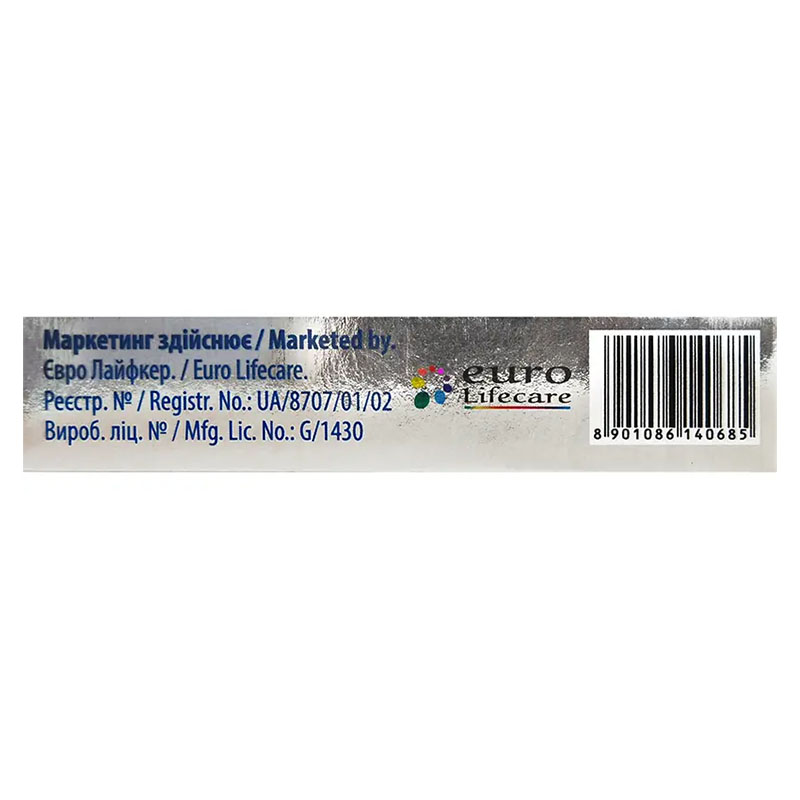 Маркетинг здійснює / Marketed by.
Євро Лайфкер. / Euro Lifecare.
Реєстр. № / Registr. No.: UA/8707/01/02
Вироб. ліц. № / Mfg. Lic. No.: G/1430
euro
Lifecare
8 901086 140685